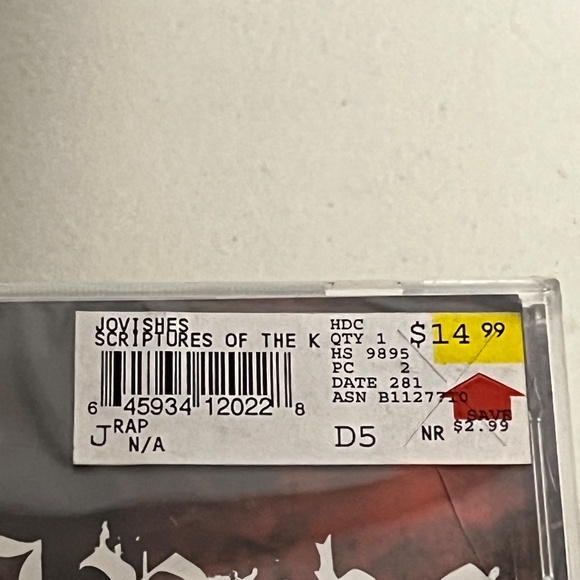 JOVISHES
SCRIPTURES OF THE K
6 45934 12022 8
J RAP
N/A
HDC
QTY 1
HS 9895
PC 2
DATE 281
ASN B1127710
D5
NR
$14 99
SAVE
$2.99